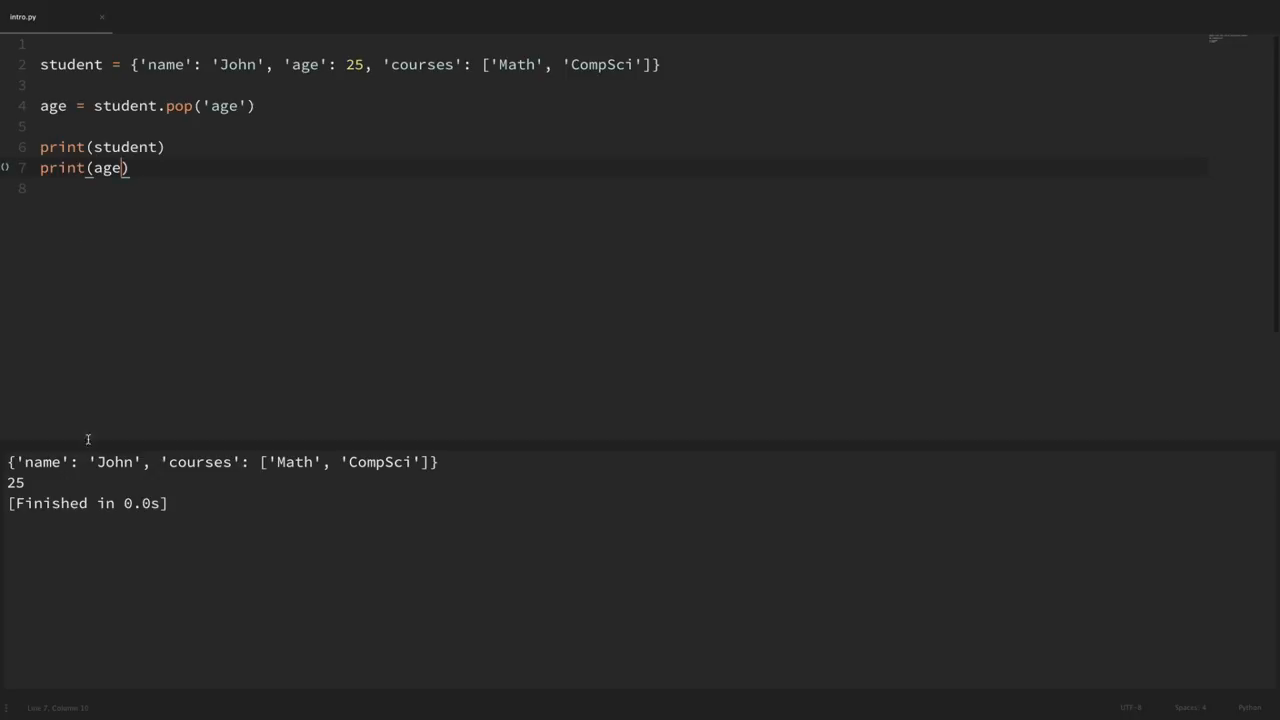 intro.py ×
1
2 student = {'name': 'John', 'age': 25, 'courses': ['Math', 'CompSci']}
3
4 age = student.pop('age')
5
6 print(student)
() 7 print(age)
8
{'name': 'John', 'courses': ['Math', 'CompSci']}
25
[Finished in 0.0s]
Line 7, Column 10 UTF-8 Spaces: 4 Python